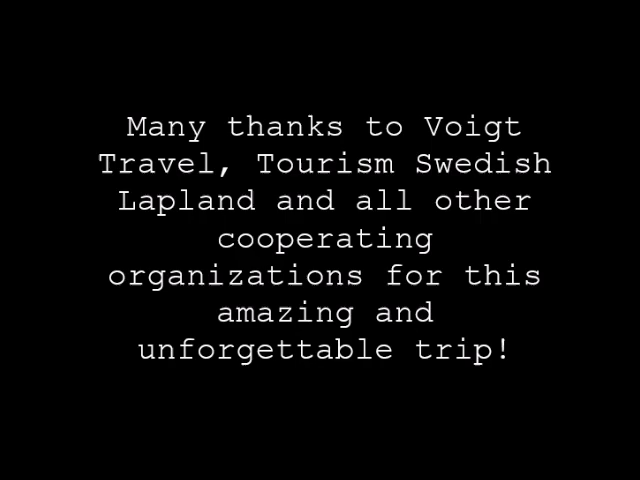 Many thanks to Voigt
Travel, Tourism Swedish
Lapland and all other
cooperating
organizations for this
amazing and
unforgettable trip!